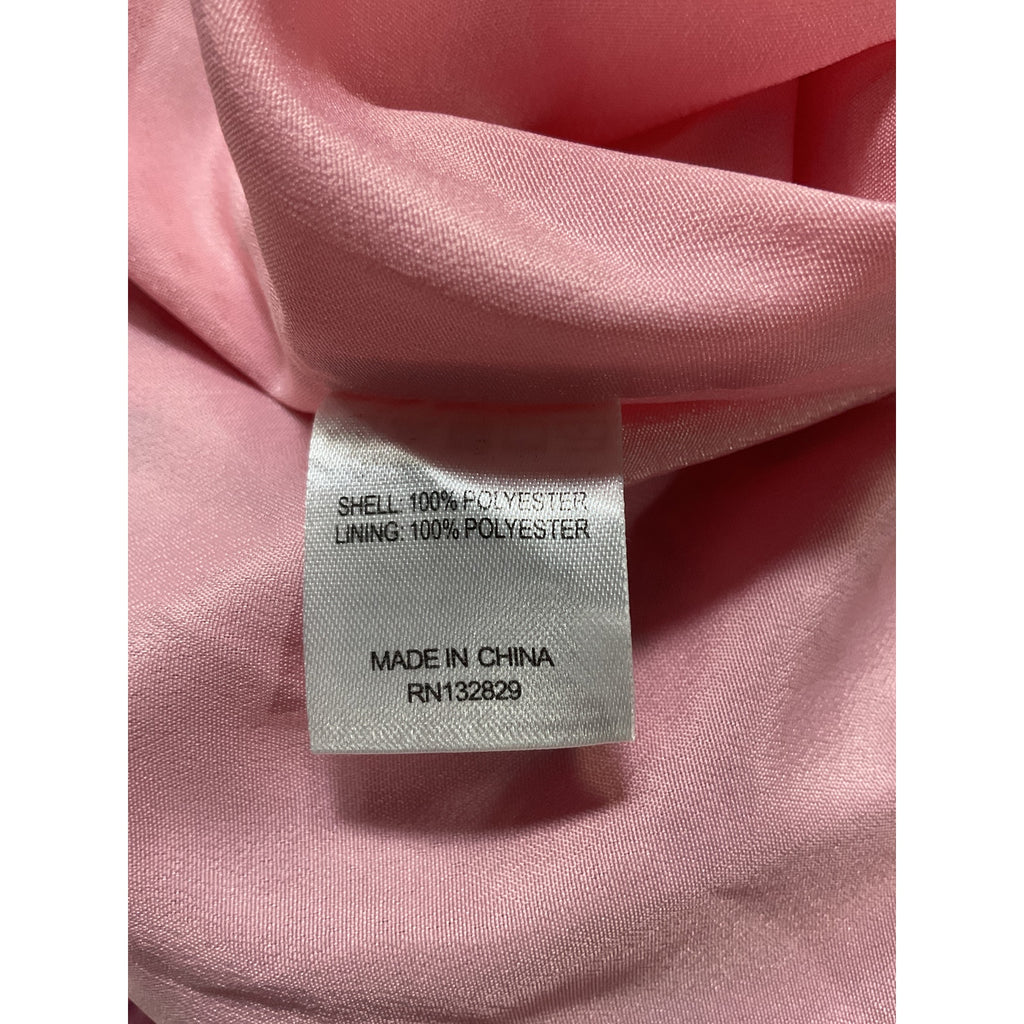 SHELL: 100% POLYESTER
LINING: 100% POLYESTER
MADE IN CHINA
RN132829